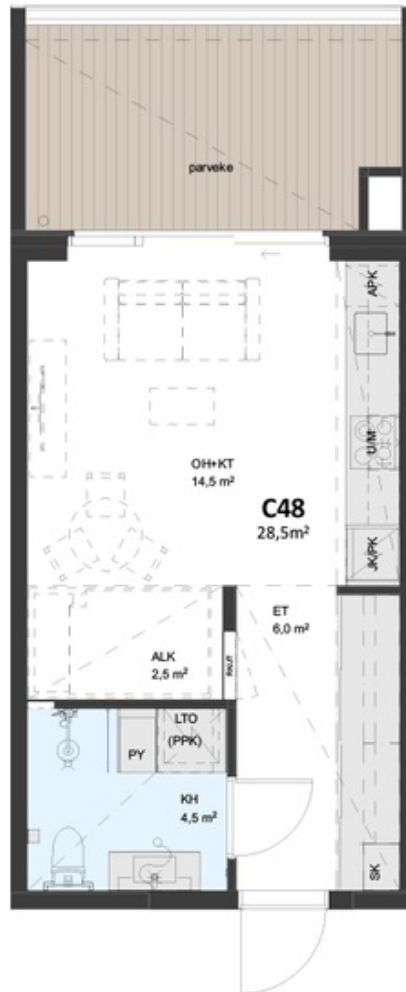 parveke
APK
U/M
OH+KT
14,5 m²
C48
28,5m²
JK/PK
ET
6,0 m²
ALK
2,5 m²
LTO
(PPK)
PY
KH
4,5 m²
SK